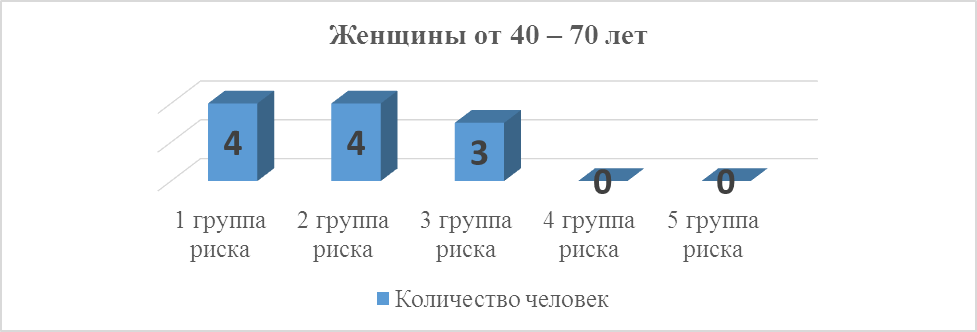 Женщины от 40 – 70 лет
4 4 3 0 0
1 группа риска
2 группа риска
3 группа риска
4 группа риска
5 группа риска
Количество человек